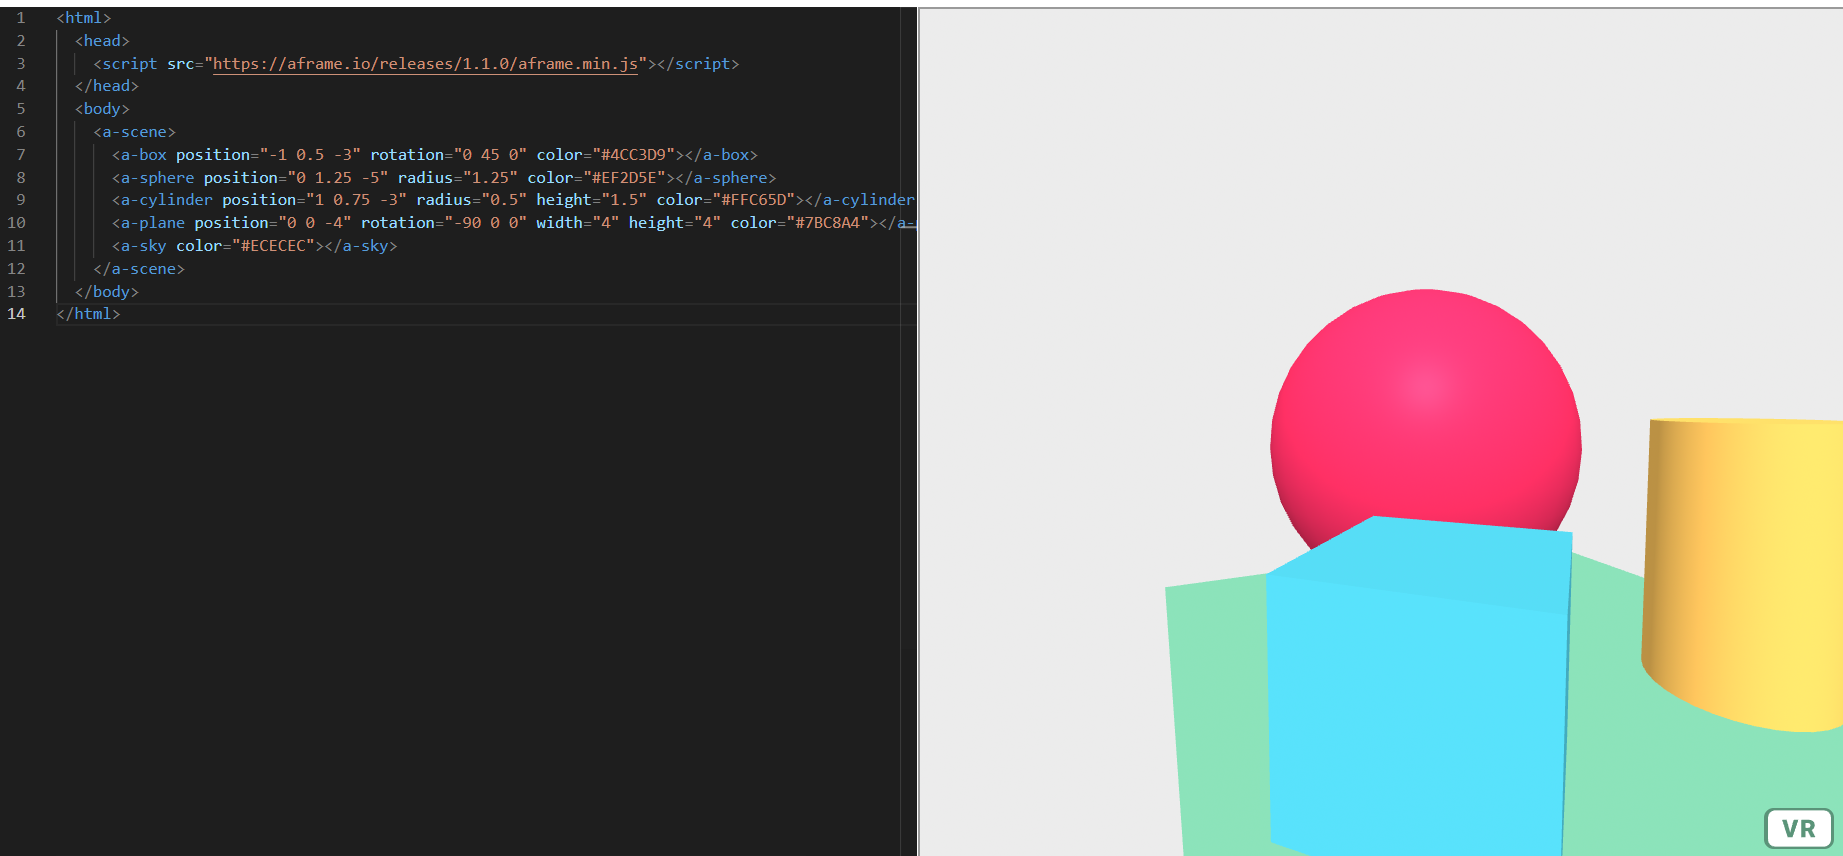 1 <html>
2 <head>
3 <script src="https://aframe.io/releases/1.1.0/aframe.min.js"></script>
4 </head>
5 <body>
6 <a-scene>
7 <a-box position="-1 0.5 -3" rotation="0 45 0" color="#4CC3D9"></a-box>
8 <a-sphere position="0 1.25 -5" radius="1.25" color="#EF2D5E"></a-sphere>
9 <a-cylinder position="1 0.75 -3" radius="0.5" height="1.5" color="#FFC65D"></a-cylinder
10 <a-plane position="0 0 -4" rotation="-90 0 0" width="4" height="4" color="#7BC8A4"></a-
11 <a-sky color="#ECECEC"></a-sky>
12 </a-scene>
13 </body>
14 </html>
VR